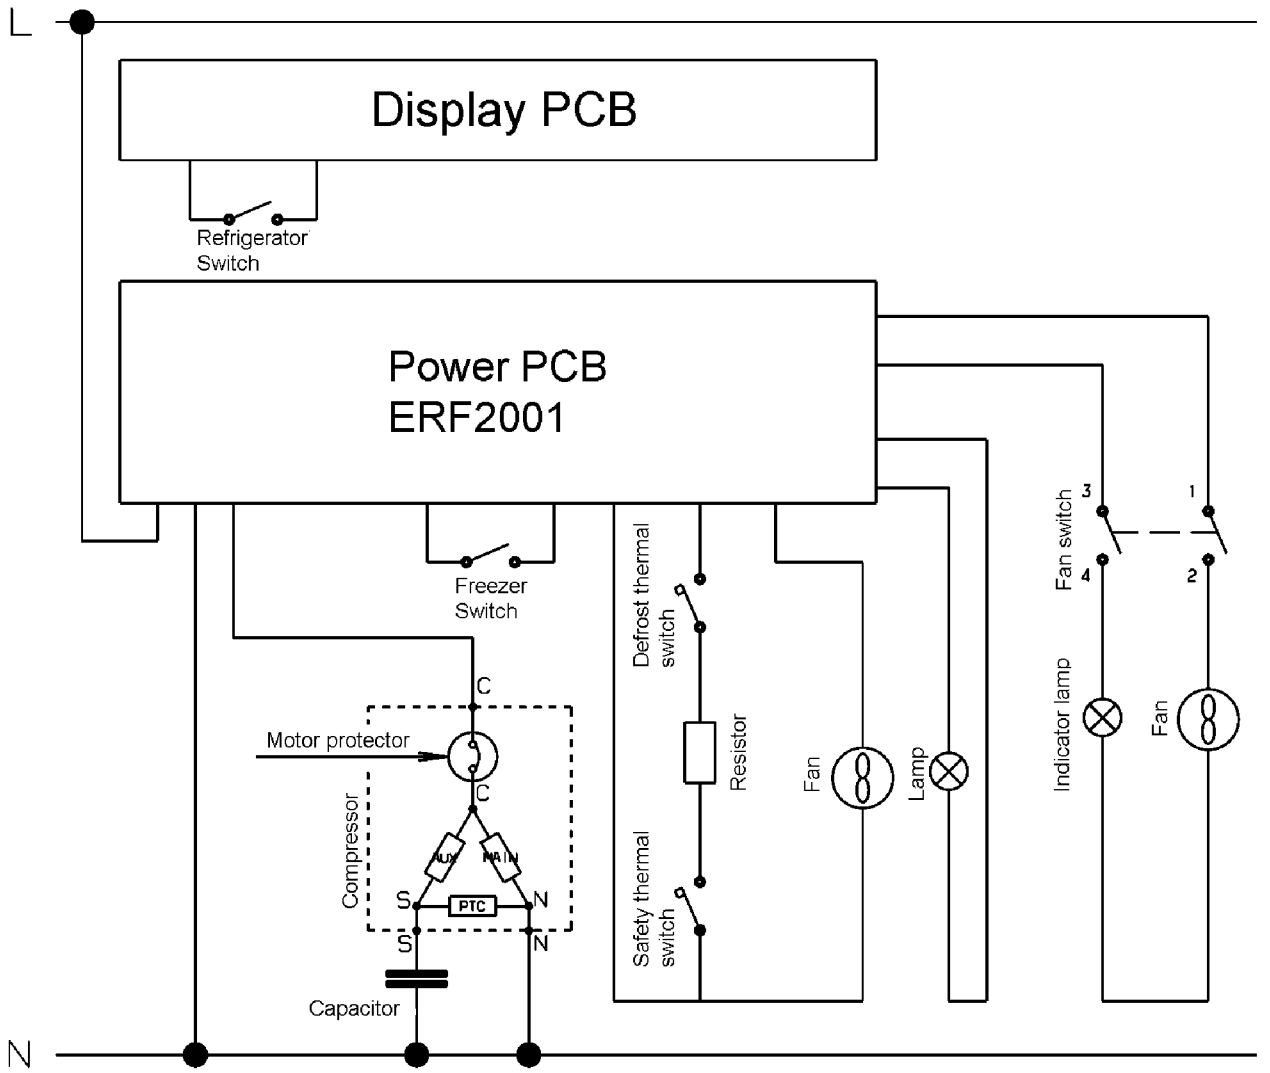 L
Display PCB
Refrigerator
Switch
Power PCB
ERF2001
Freezer
Switch
Defrost thermal
switch
Fan switch
3
1
4
2
C
Motor protector
C
Compressor
AUX
MAIN
S
PTC
N
S
N
Capacitor
Resistor
Safety thermal
switch
Fan
Lamp
Indicator lamp
Fan
N